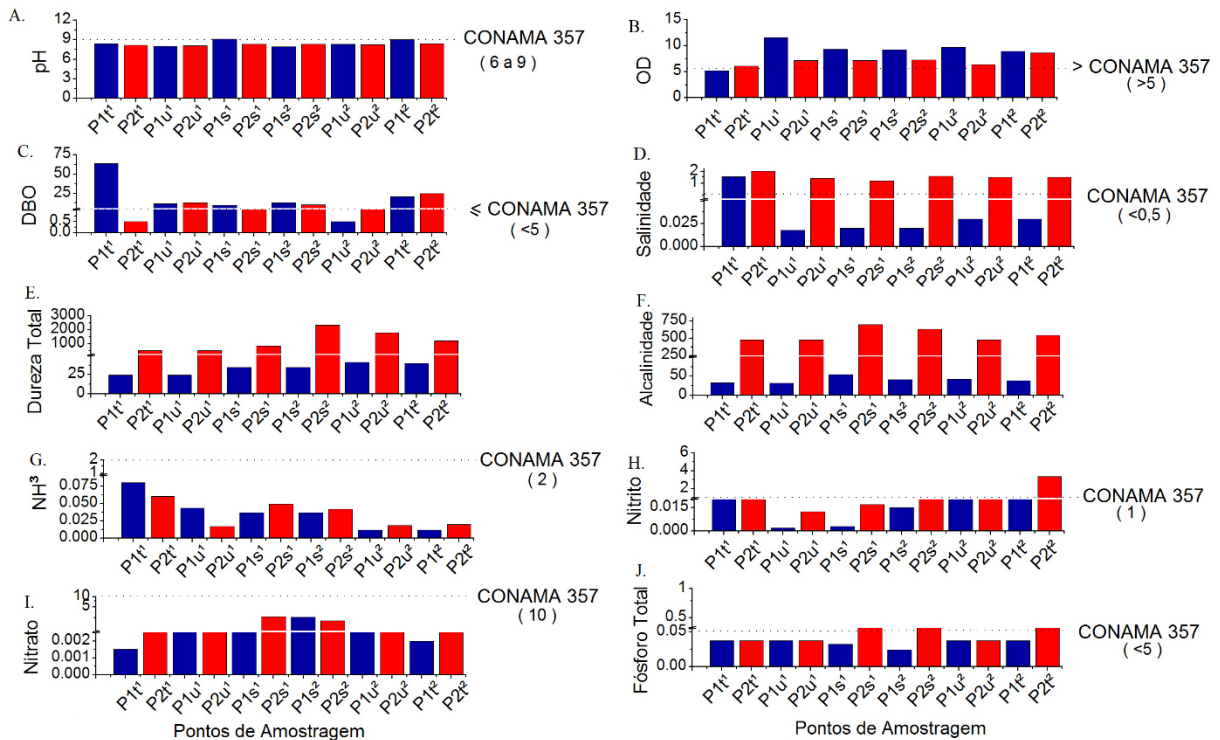 A.
pH
12
9
6
3
0
P1t¹ P2t¹ P1u¹ P2u¹ P1s¹ P2s¹ P1s² P2s² P1u² P2u² P1t² P2t²
CONAMA 357
( 6 a 9 )
B.
OD
15
10
5
0
P1t¹ P2t¹ P1u¹ P2u¹ P1s¹ P2s¹ P1s² P2s² P1u² P2u² P1t² P2t²
> CONAMA 357
(>5)
C.
DBO
75
50
25
0.5
0.0
P1t¹ P2t¹ P1u¹ P2u¹ P1s¹ P2s¹ P1s² P2s² P1u² P2u² P1t² P2t²
⩽ CONAMA 357
( <5 )
D.
Salinidade
2
1
0.025
0.000
P1t¹ P2t¹ P1u¹ P2u¹ P1s¹ P2s¹ P1s² P2s² P1u² P2u² P1t² P2t²
CONAMA 357
(<0,5)
E.
Dureza Total
3000
2000
1000
25
0
P1t¹ P2t¹ P1u¹ P2u¹ P1s¹ P2s¹ P1s² P2s² P1u² P2u² P1t² P2t²
F.
Alcalinidade
750
500
250
50
0
P1t¹ P2t¹ P1u¹ P2u¹ P1s¹ P2s¹ P1s² P2s² P1u² P2u² P1t² P2t²
G.
NH³
2
1
0.075
0.050
0.025
0.000
P1t¹ P2t¹ P1u¹ P2u¹ P1s¹ P2s¹ P1s² P2s² P1u² P2u² P1t² P2t²
CONAMA 357
( 2 )
H.
Nitrito
6
4
2
0.015
0.000
P1t¹ P2t¹ P1u¹ P2u¹ P1s¹ P2s¹ P1s² P2s² P1u² P2u² P1t² P2t²
CONAMA 357
( 1 )
I.
Nitrato
10
5
0.002
0.001
0.000
P1t¹ P2t¹ P1u¹ P2u¹ P1s¹ P2s¹ P1s² P2s² P1u² P2u² P1t² P2t²
CONAMA 357
( 10 )
Pontos de Amostragem
J.
Fósforo Total
1
0.5
0.05
0.00
P1t¹ P2t¹ P1u¹ P2u¹ P1s¹ P2s¹ P1s² P2s² P1u² P2u² P1t² P2t²
CONAMA 357
( <5 )
Pontos de Amostragem